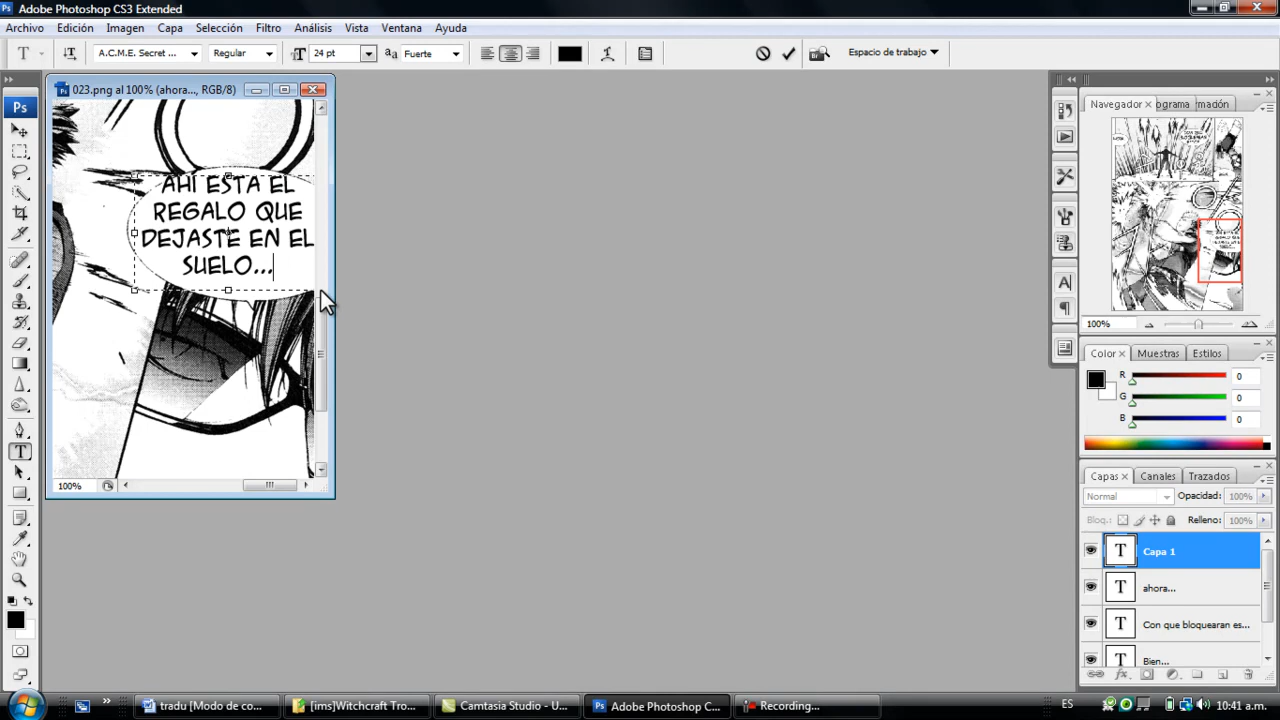 Adobe Photoshop CS3 Extended
Archivo Edición Imagen Capa Selección Filtro Análisis Vista Ventana Ayuda
T A.C.M.E. Secret ... Regular 24 pt aa Fuerte Espacio de trabajo
023.png al 100% (ahora..., RGB/8)
AHI ESTA EL
REGALO QUE
DEJASTE EN EL
SUELO...
100%
Ps
Navegador ograma mación
100%
Color Muestras Estilos
R 0
G 0
B 0
Capas Canales Trazados
Normal Opacidad: 100%
Bloq.: Relleno: 100%
T Capa 1
T ahora...
T Con que bloquearan es...
T Bien...
tradu [Modo de co... [ims]Witchcraft Tro... Camtasia Studio - U... Adobe Photoshop C... Recording... ES 10:41 a.m.